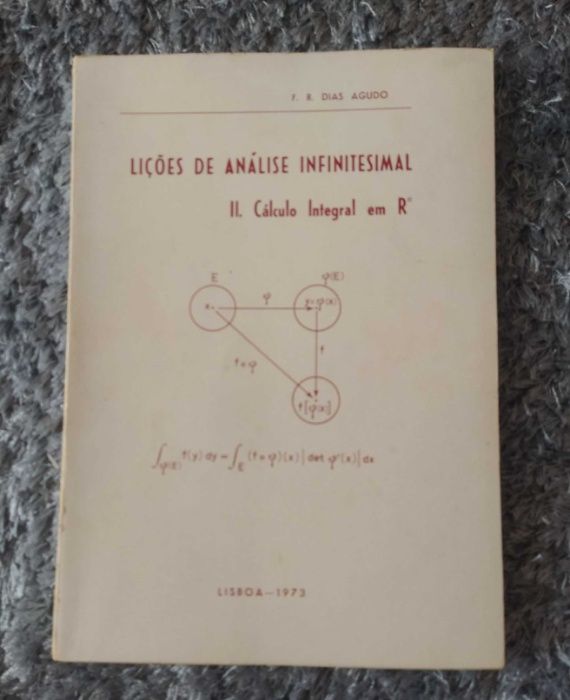 F. R. DIAS AGUDO
LIÇÕES DE ANÁLISE INFINITESIMAL
II. Cálculo Integral em Rⁿ
E
φ(E)
x
φ
y=φ(x)
f∘φ
f
f[φ(x)]
∫φ(E) f(y) dy = ∫E (f∘φ)(x) |det φ'(x)| dx
LISBOA—1973